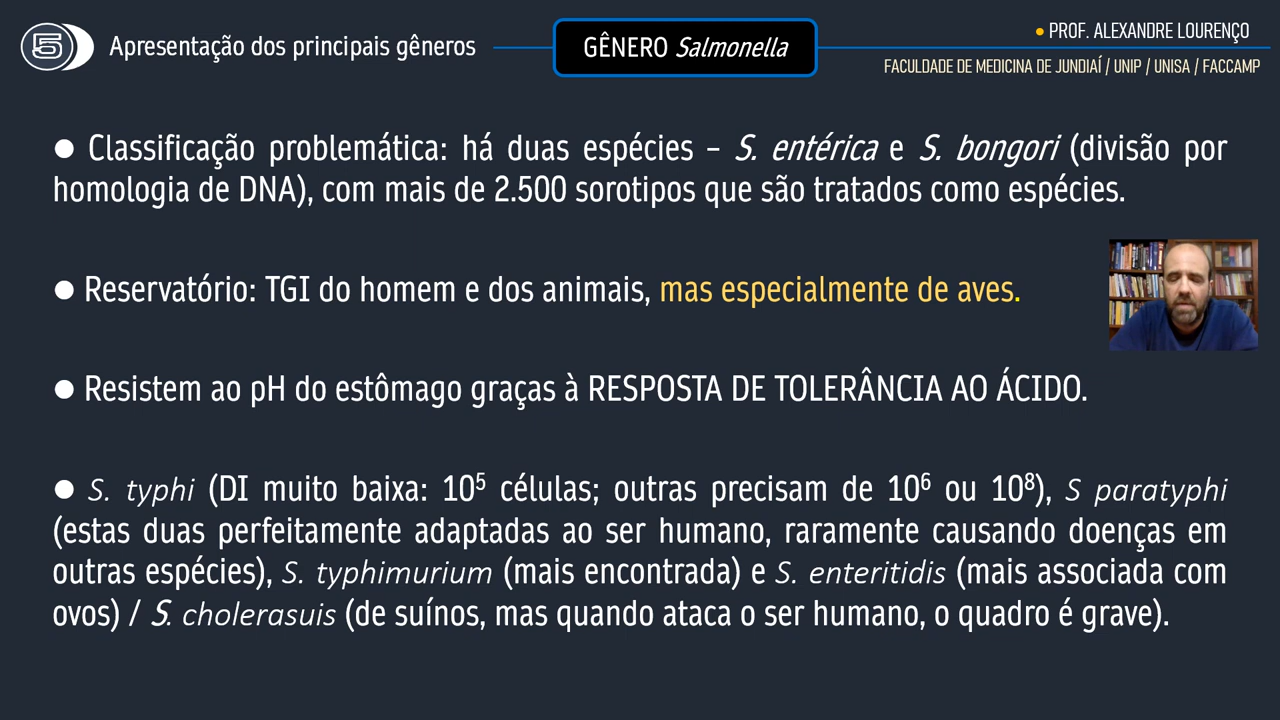 5 Apresentação dos principais gêneros
GÊNERO Salmonella
● PROF. ALEXANDRE LOURENÇO
FACULDADE DE MEDICINA DE JUNDIAÍ / UNIP / UNISA / FACCAMP
● Classificação problemática: há duas espécies – S. entérica e S. bongori (divisão por
homologia de DNA), com mais de 2.500 sorotipos que são tratados como espécies.
● Reservatório: TGI do homem e dos animais, mas especialmente de aves.
● Resistem ao pH do estômago graças à RESPOSTA DE TOLERÂNCIA AO ÁCIDO.
● S. typhi (DI muito baixa: 10⁵ células; outras precisam de 10⁶ ou 10⁸), S paratyphi
(estas duas perfeitamente adaptadas ao ser humano, raramente causando doenças em
outras espécies), S. typhimurium (mais encontrada) e S. enteritidis (mais associada com
ovos) / S. cholerasuis (de suínos, mas quando ataca o ser humano, o quadro é grave).